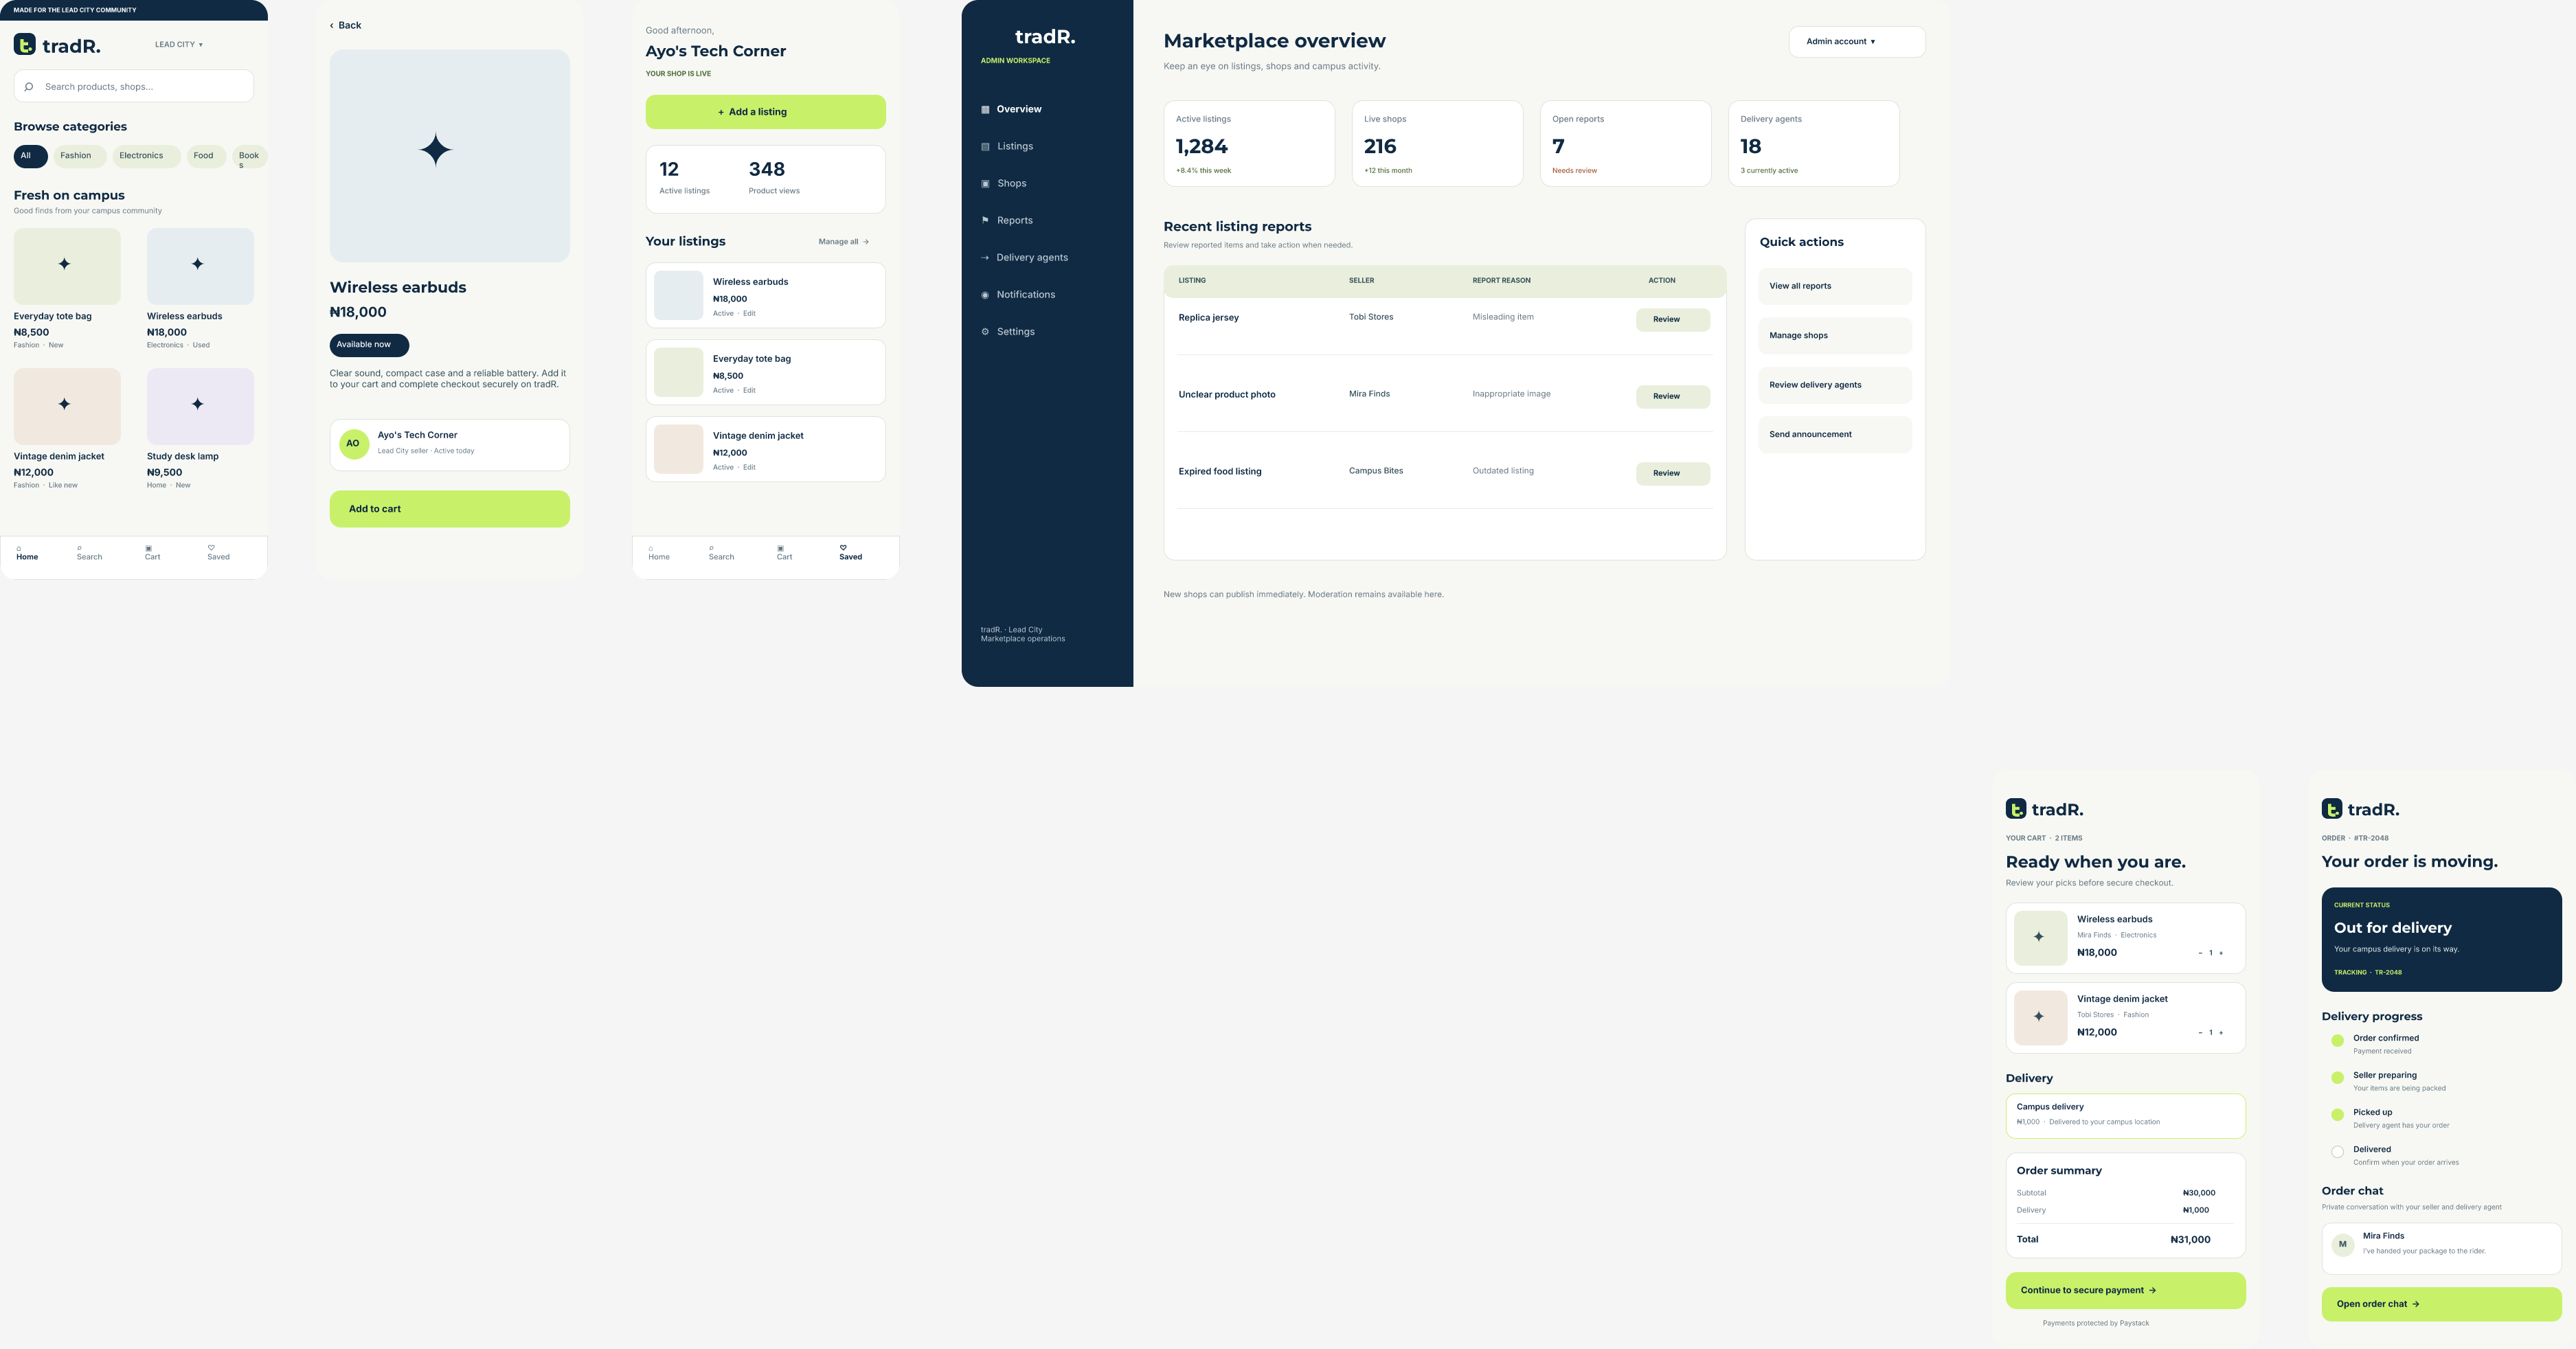 MADE FOR THE LEAD CITY COMMUNITY
t. tradR.
LEAD CITY ▾
Search products, shops...
Browse categories
All
Fashion
Electronics
Food
Book
s
Fresh on campus
Good finds from your campus community
Everyday tote bag
₦8,500
Fashion · New
Wireless earbuds
₦18,000
Electronics · Used
Vintage denim jacket
₦12,000
Fashion · Like new
Study desk lamp
₦9,500
Home · New
Home
Search
Cart
Saved
‹ Back
Wireless earbuds
₦18,000
Available now
Clear sound, compact case and a reliable battery. Add it
to your cart and complete checkout securely on tradR.
AO
Ayo's Tech Corner
Lead City seller · Active today
Add to cart
Good afternoon,
Ayo's Tech Corner
YOUR SHOP IS LIVE
+ Add a listing
12
Active listings
348
Product views
Your listings
Manage all →
Wireless earbuds
₦18,000
Active · Edit
Everyday tote bag
₦8,500
Active · Edit
Vintage denim jacket
₦12,000
Active · Edit
Home
Search
Cart
Saved
tradR.
ADMIN WORKSPACE
Overview
Listings
Shops
Reports
Delivery agents
Notifications
Settings
tradR. · Lead City
Marketplace operations
Marketplace overview
Keep an eye on listings, shops and campus activity.
Admin account ▾
Active listings
1,284
+8.4% this week
Live shops
216
+12 this month
Open reports
7
Needs review
Delivery agents
18
3 currently active
Recent listing reports
Review reported items and take action when needed.
LISTING SELLER REPORT REASON ACTION
Replica jersey Tobi Stores Misleading item Review
Unclear product photo Mira Finds Inappropriate image Review
Expired food listing Campus Bites Outdated listing Review
Quick actions
View all reports
Manage shops
Review delivery agents
Send announcement
New shops can publish immediately. Moderation remains available here.
t. tradR.
YOUR CART · 2 ITEMS
Ready when you are.
Review your picks before secure checkout.
Wireless earbuds
Mira Finds · Electronics
₦18,000
− 1 +
Vintage denim jacket
Tobi Stores · Fashion
₦12,000
− 1 +
Delivery
Campus delivery
₦1,000 · Delivered to your campus location
Order summary
Subtotal ₦30,000
Delivery ₦1,000
Total ₦31,000
Continue to secure payment →
Payments protected by Paystack
t. tradR.
ORDER · #TR-2048
Your order is moving.
CURRENT STATUS
Out for delivery
Your campus delivery is on its way.
TRACKING · TR-2048
Delivery progress
Order confirmed
Payment received
Seller preparing
Your items are being packed
Picked up
Delivery agent has your order
Delivered
Confirm when your order arrives
Order chat
Private conversation with your seller and delivery agent
M
Mira Finds
I've handed your package to the rider.
Open order chat →